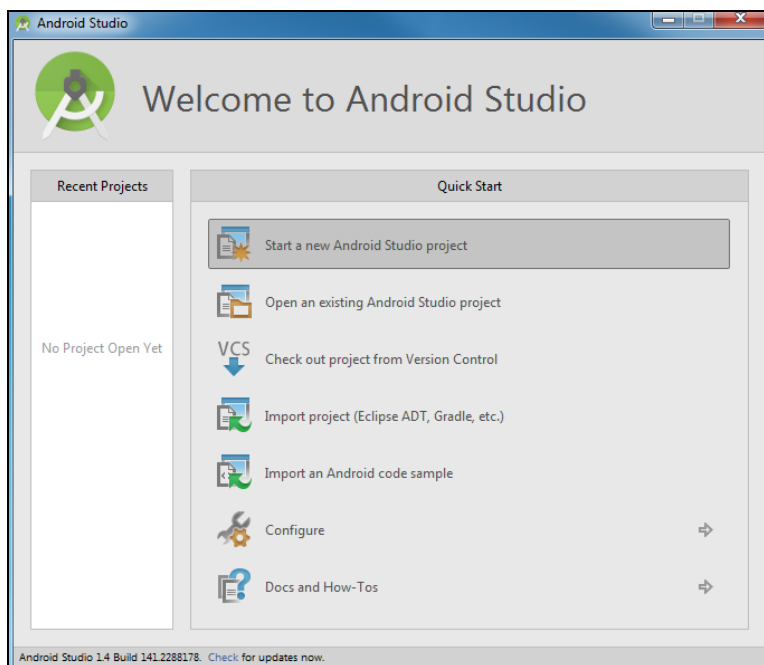 Android Studio
Welcome to Android Studio
Recent Projects
Quick Start
Start a new Android Studio project
Open an existing Android Studio project
No Project Open Yet
VCS
Check out project from Version Control
Import project (Eclipse ADT, Gradle, etc.)
Import an Android code sample
Configure
Docs and How-Tos
Android Studio 1.4 Build 141.2288178. Check for updates now.